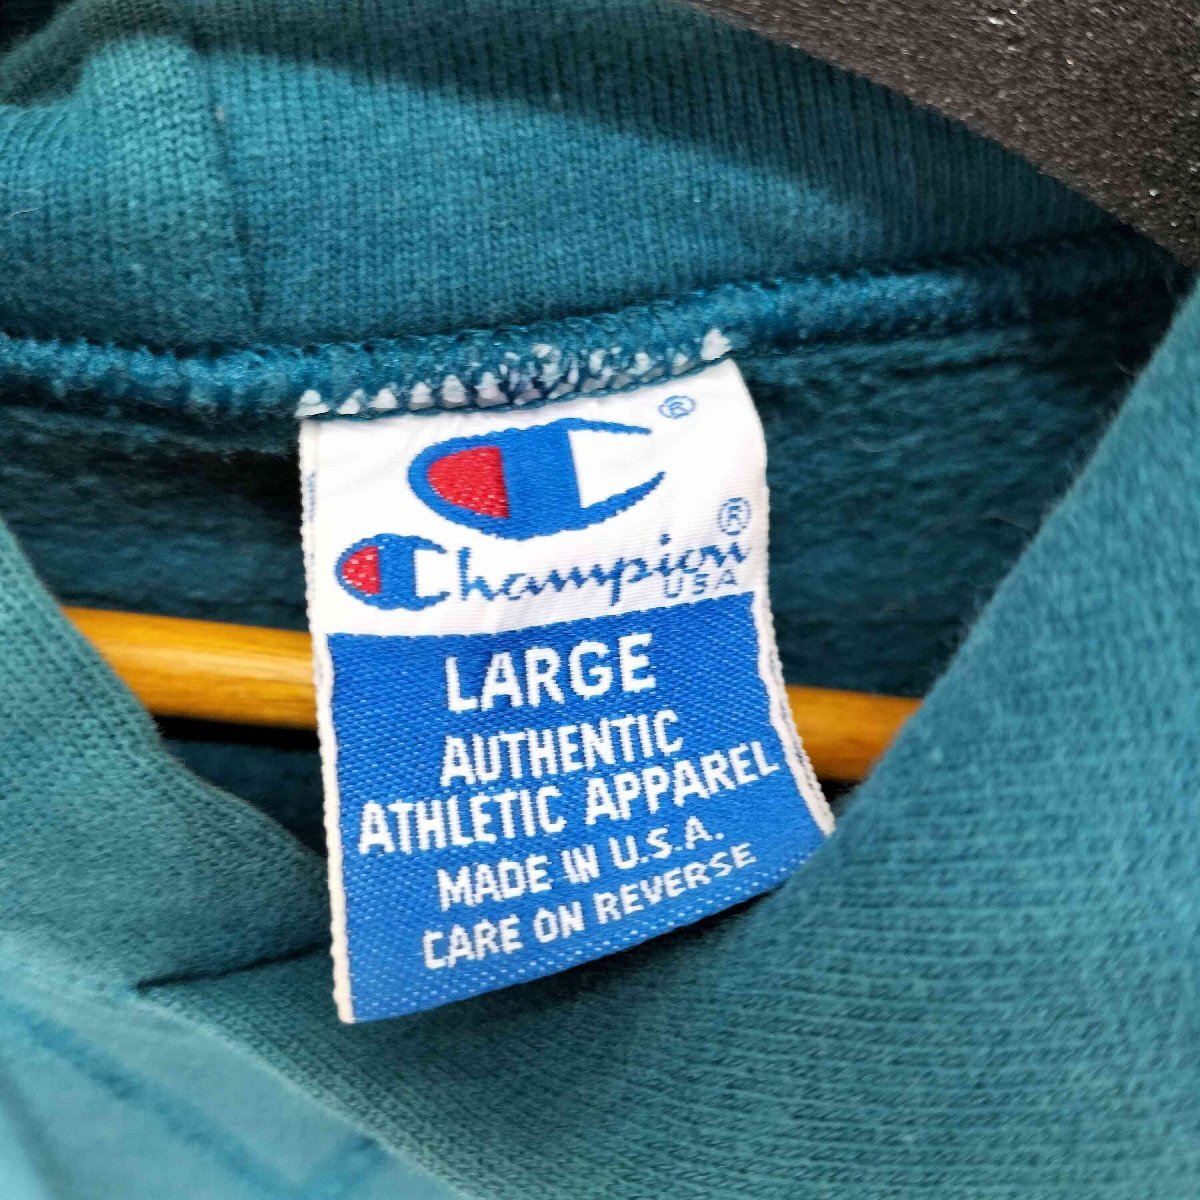 ®
Champion®
USA
LARGE
AUTHENTIC
ATHLETIC APPAREL
MADE IN U.S.A.
CARE ON REVERSE